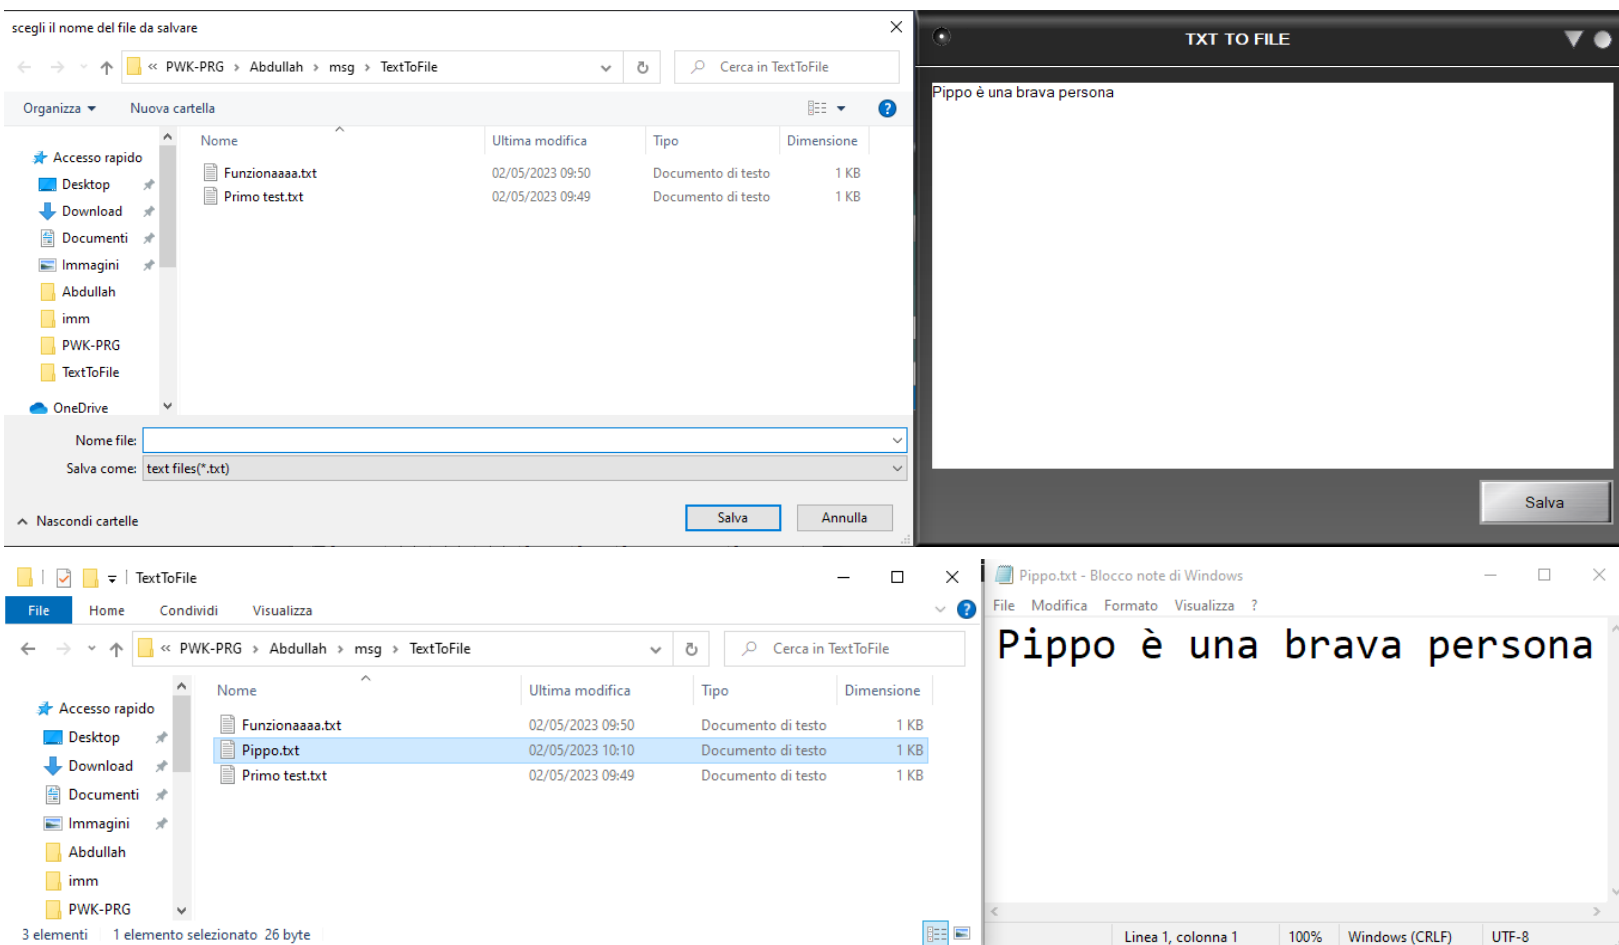 scegli il nome del file da salvare
« PWK-PRG > Abdullah > msg > TextToFile
Cerca in TextToFile
Organizza
Nuova cartella
Nome
Ultima modifica
Tipo
Dimensione
Accesso rapido
Desktop
Download
Documenti
Immagini
Abdullah
imm
PWK-PRG
TextToFile
OneDrive
Funzionaaaa.txt 02/05/2023 09:50 Documento di testo 1 KB
Primo test.txt 02/05/2023 09:49 Documento di testo 1 KB
Nome file:
Salva come: text files(*.txt)
Nascondi cartelle
Salva
Annulla
TXT TO FILE
Pippo è una brava persona
Salva
TextToFile
File Home Condividi Visualizza
« PWK-PRG > Abdullah > msg > TextToFile
Cerca in TextToFile
Nome
Ultima modifica
Tipo
Dimensione
Accesso rapido
Desktop
Download
Documenti
Immagini
Abdullah
imm
PWK-PRG
Funzionaaaa.txt 02/05/2023 09:50 Documento di testo 1 KB
Pippo.txt 02/05/2023 10:10 Documento di testo 1 KB
Primo test.txt 02/05/2023 09:49 Documento di testo 1 KB
3 elementi 1 elemento selezionato 26 byte
Pippo.txt - Blocco note di Windows
File Modifica Formato Visualizza ?
Pippo è una brava persona
Linea 1, colonna 1 100% Windows (CRLF) UTF-8